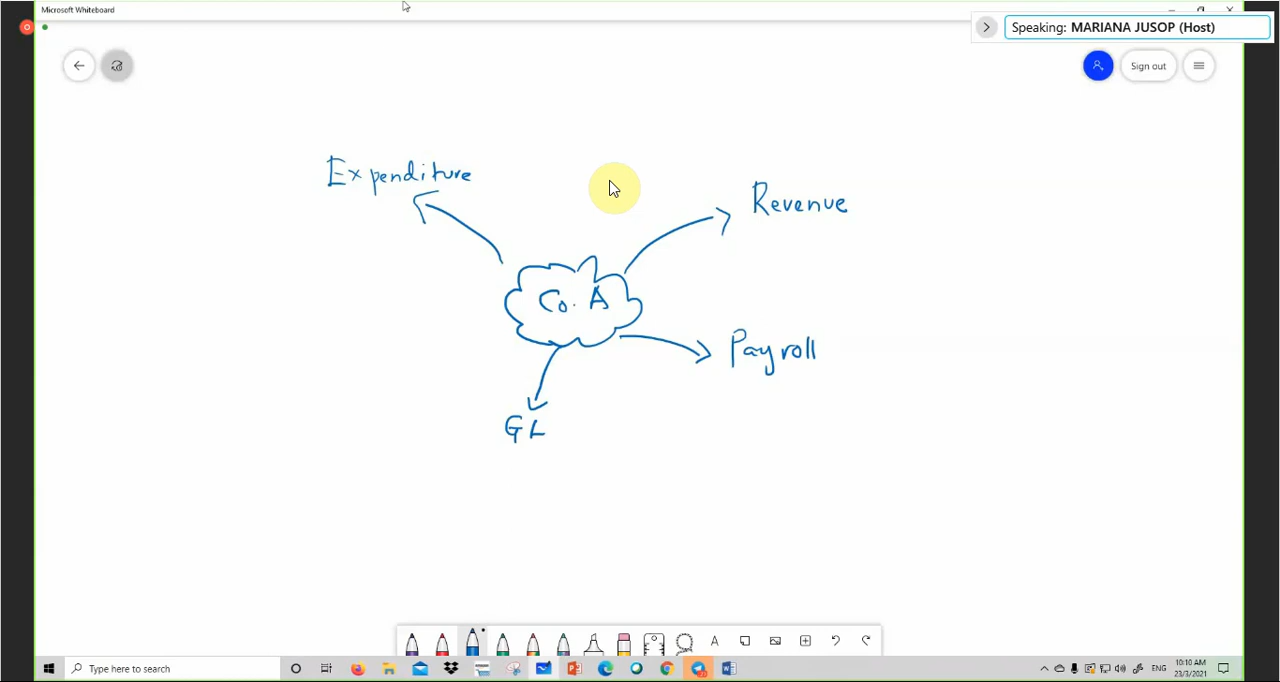 Microsoft Whiteboard
Speaking: MARIANA JUSOP (Host)
Sign out
Expenditure
Revenue
Co. A
Payroll
GL
A
Type here to search
ENG
10:10 AM
23/3/2021